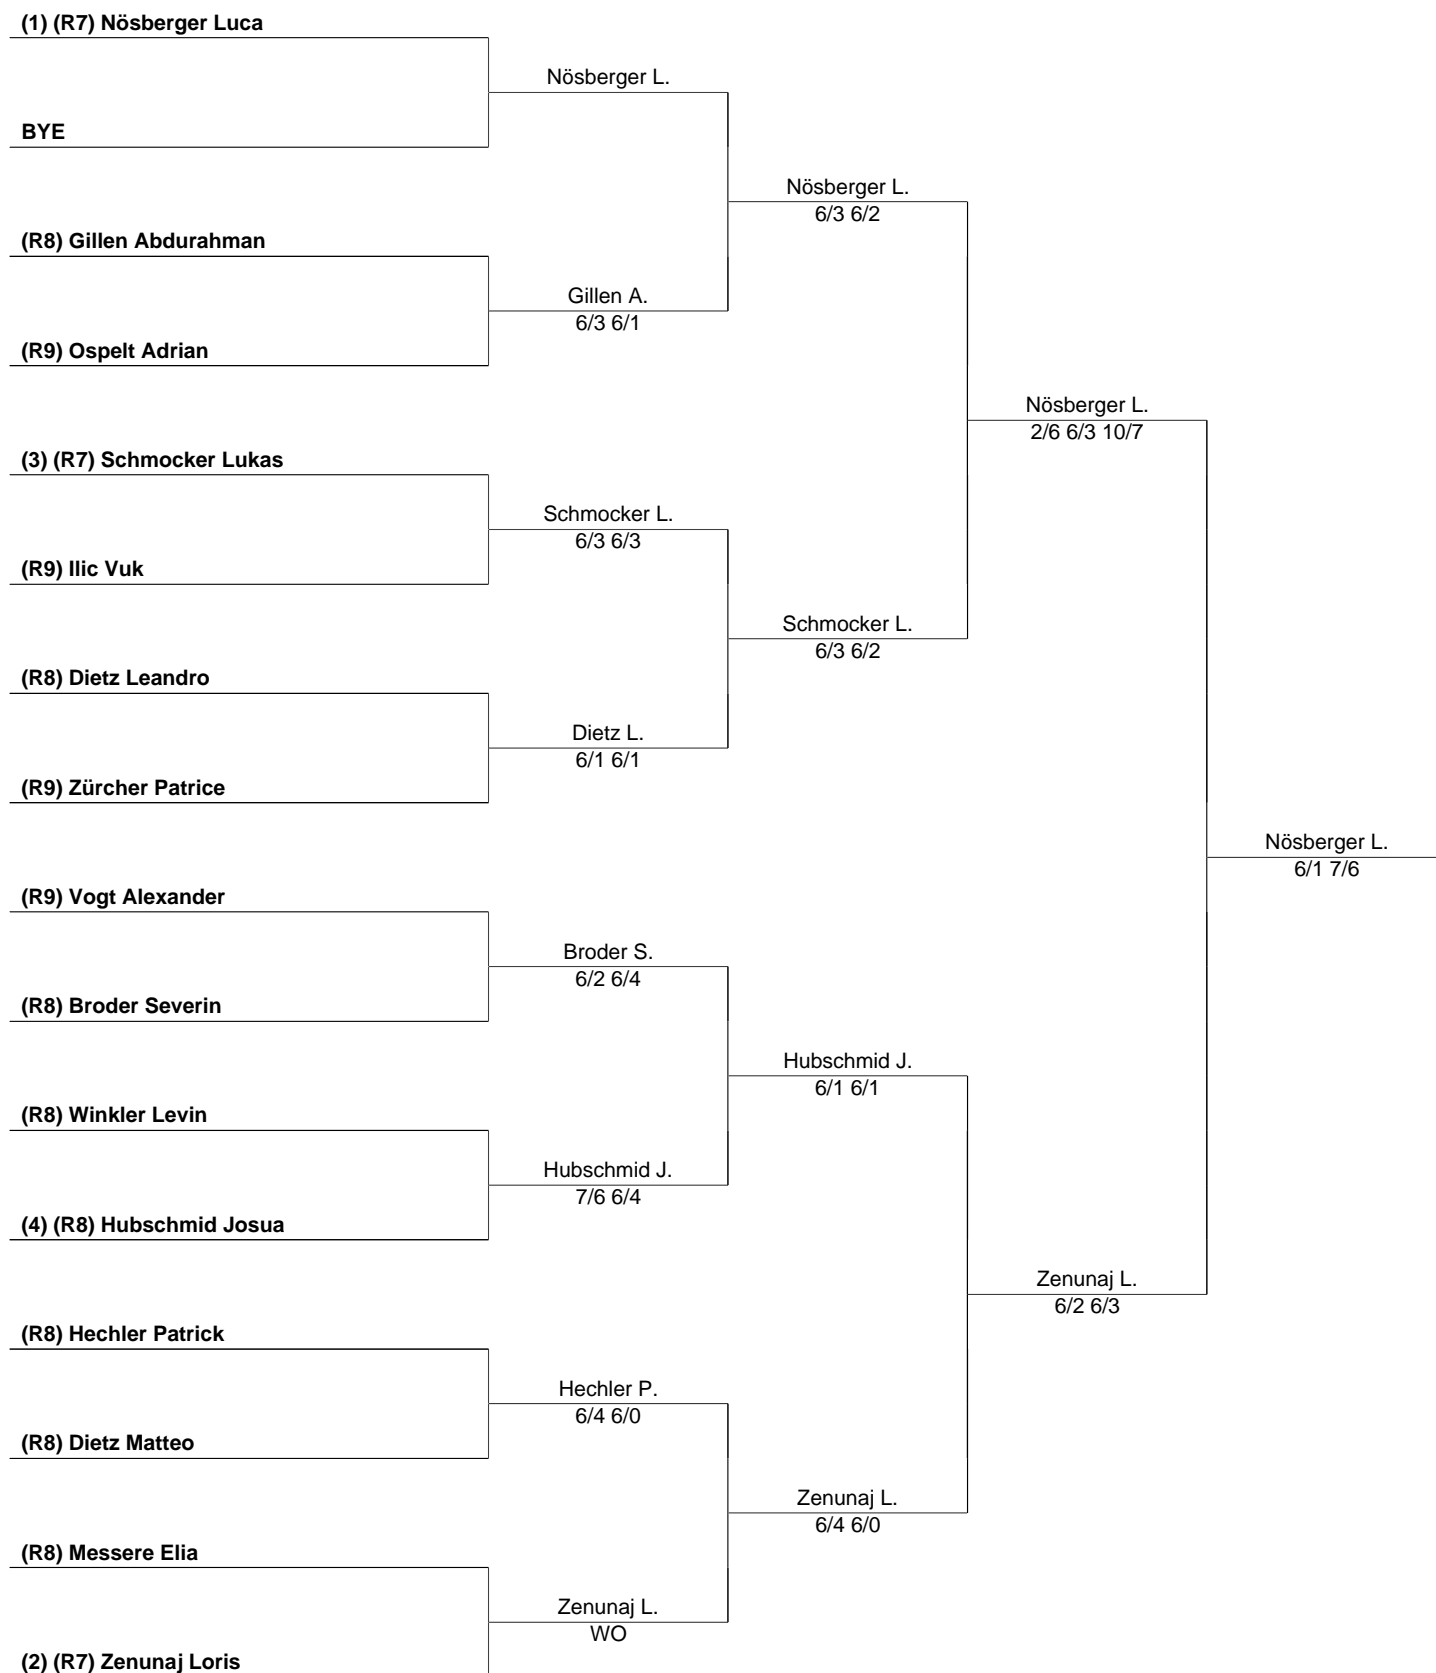 (1) (R7) Nösberger Luca
Nösberger L.
BYE
Nösberger L.
6/3 6/2
(R8) Gillen Abdurahman
Gillen A.
6/3 6/1
(R9) Ospelt Adrian
Nösberger L.
2/6 6/3 10/7
(3) (R7) Schmocker Lukas
Schmocker L.
6/3 6/3
(R9) Ilic Vuk
Schmocker L.
6/3 6/2
(R8) Dietz Leandro
Dietz L.
6/1 6/1
(R9) Zürcher Patrice
Nösberger L.
6/1 7/6
(R9) Vogt Alexander
Broder S.
6/2 6/4
(R8) Broder Severin
Hubschmid J.
6/1 6/1
(R8) Winkler Levin
Hubschmid J.
7/6 6/4
(4) (R8) Hubschmid Josua
Zenunaj L.
6/2 6/3
(R8) Hechler Patrick
Hechler P.
6/4 6/0
(R8) Dietz Matteo
Zenunaj L.
6/4 6/0
(R8) Messere Elia
Zenunaj L.
WO
(2) (R7) Zenunaj Loris